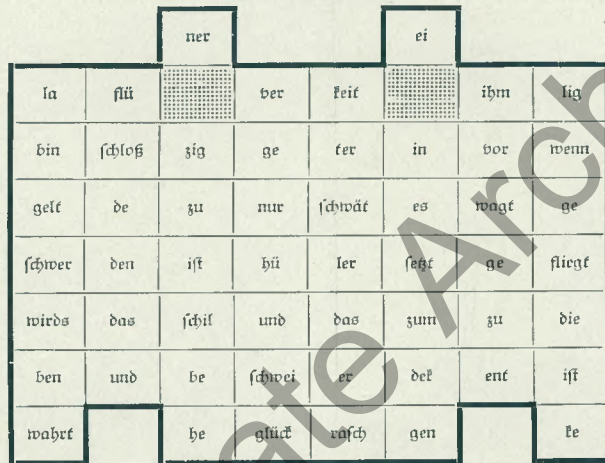 ner ei
la flü ver keit ihm lig
bin schloß zig ge ter in vor wenn
gelt de zu nur schwät es wagt ge
schwer den ist hü ler setzt ge fliegt
wirds das schil und das zum zu die
ben und be schwei er dek ent ist
wahrt he glück rasch gen ke